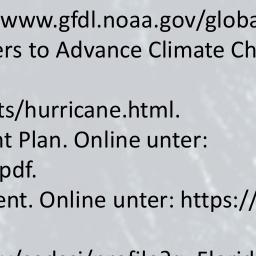 www.gfdl.noaa.gov/globa
ers to Advance Climate Ch
ts/hurricane.html.
nt Plan. Online unter:
pdf.
ent. Online unter: https://